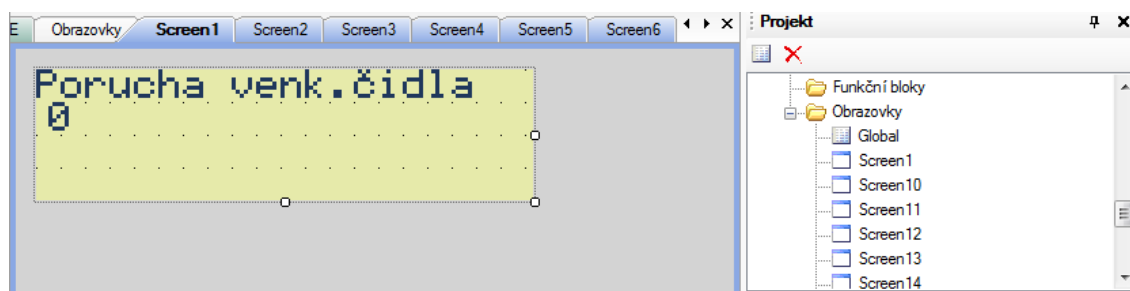 E Obrazovky Screen1 Screen2 Screen3 Screen4 Screen5 Screen6
Porucha venk.čidla
0
Projekt
Funkční bloky
Obrazovky
Global
Screen1
Screen10
Screen11
Screen12
Screen13
Screen14